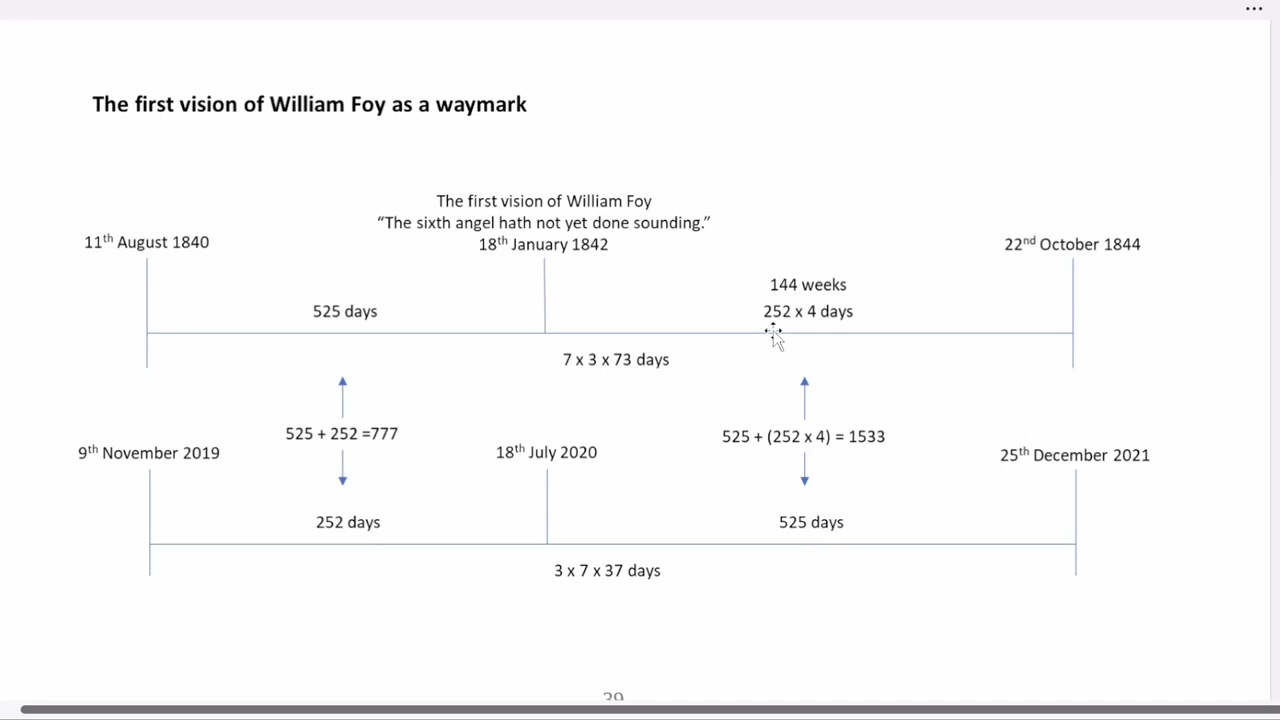 The first vision of William Foy as a waymark
The first vision of William Foy
“The sixth angel hath not yet done sounding.”
11th August 1840
18th January 1842
22nd October 1844
144 weeks
525 days
252 x 4 days
7 x 3 x 73 days
525 + 252 =777
525 + (252 x 4) = 1533
9th November 2019
18th July 2020
25th December 2021
252 days
525 days
3 x 7 x 37 days